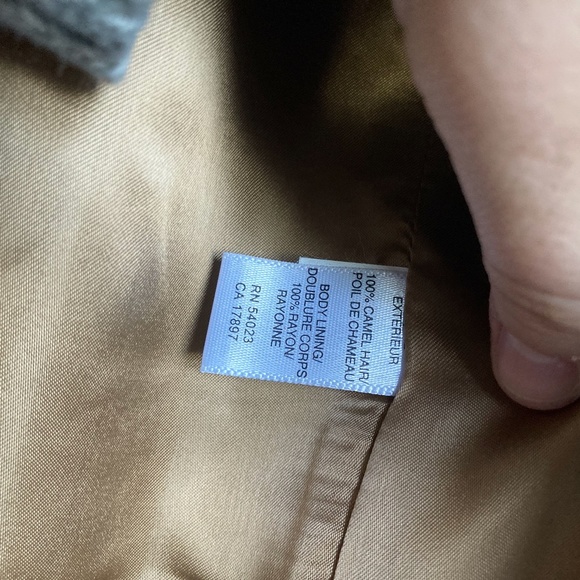 EXTERIEUR
100% CAMEL HAIR/
POIL DE CHAMEAU
BODY LINING/
DOUBLURE CORPS
100% RAYON/
RAYONNE
RN 54023
CA 17897